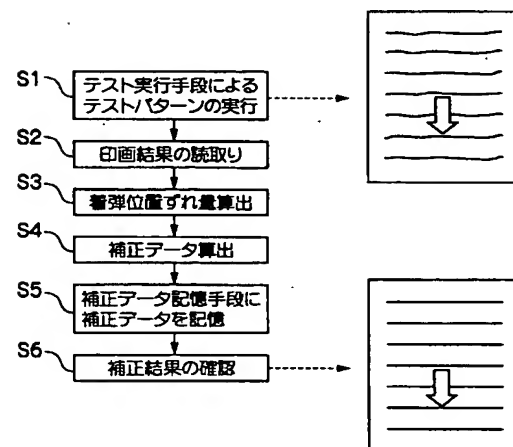 S1
テスト実行手段による
テストパターンの実行
S2
印画結果の読取り
S3
着弾位置ずれ量算出
S4
補正データ算出
S5
補正データ記憶手段に
補正データを記憶
S6
補正結果の確認